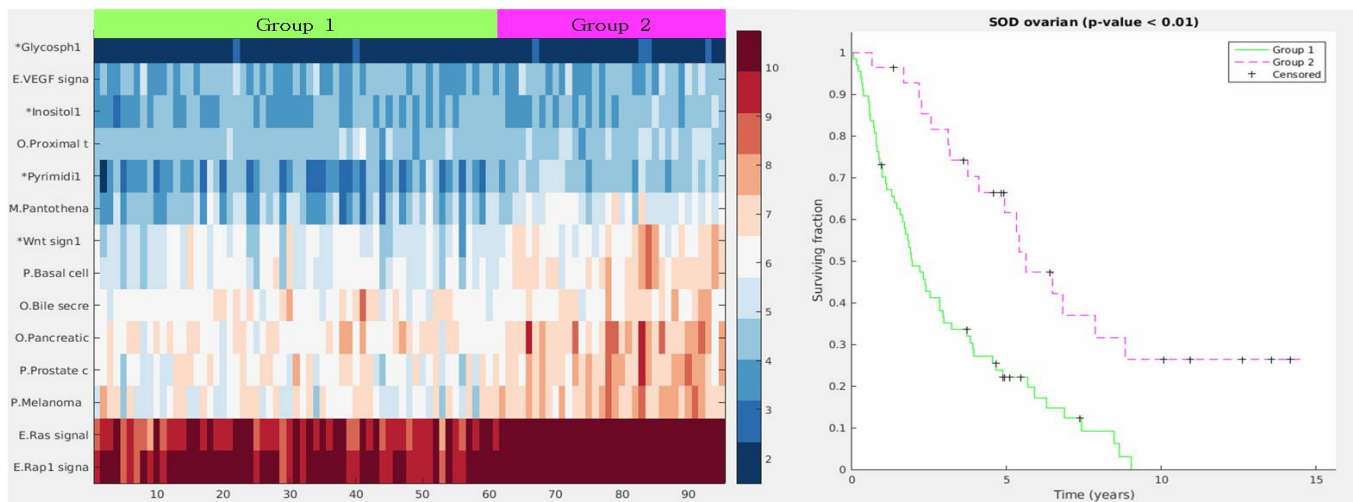 Group 1
Group 2
*Glycosph1
E.VEGF signa
*Inositol1
O.Proximal t
*Pyrimidi1
M.Pantothena
*Wnt sign1
P.Basal cell
O.Bile secre
O.Pancreatic
P.Prostate c
P.Melanoma
E.Ras signal
E.Rap1 signa
10 20 30 40 50 60 70 80 90
10
9
8
7
6
5
4
3
2
SOD ovarian (p-value < 0.01)
Group 1
Group 2
Censored
Surviving fraction
1
0.9
0.8
0.7
0.6
0.5
0.4
0.3
0.2
0.1
0
0 5 10 15
Time (years)